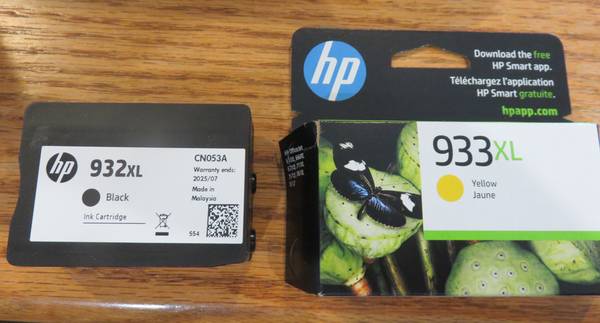 hp
932XL
Black
Ink Cartridge
CN053A
Warranty ends:
2025/07
Made in
Malaysia
554
hp
Download the free
HP Smart app.
Téléchargez l'application
HP Smart gratuite.
hpapp.com
933XL
Yellow
Jaune